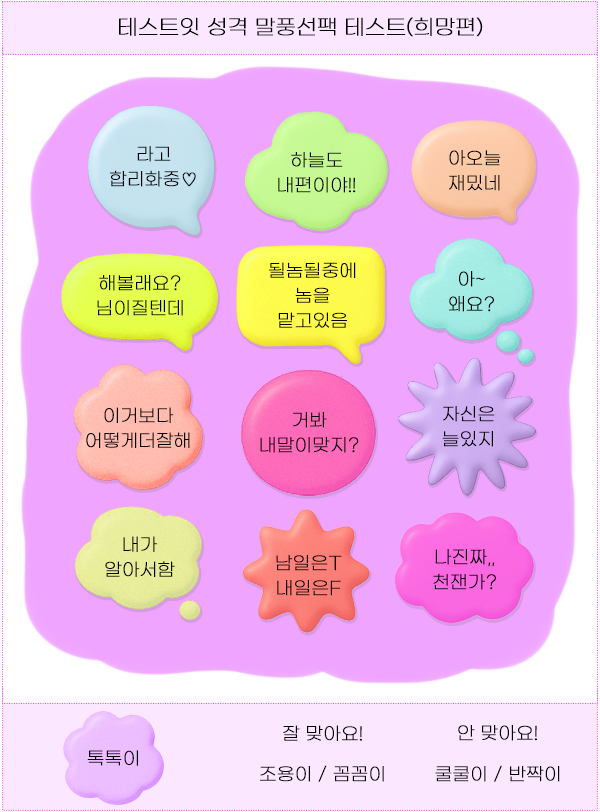 테스트잇 성격 말풍선팩 테스트(희망편)
라고
합리화중♡
하늘도
내편이야!!
아오늘
재밌네
해볼래요?
님이질텐데
될놈될중에
놈을
맡고있음
아~
왜요?
이거보다
어떻게더잘해
거봐
내말이맞지?
자신은
늘있지
내가
알아서함
남일은T
내일은F
나진짜,,
천잰가?
톡톡이
잘 맞아요!
조용이 / 꼼꼼이
안 맞아요!
쿨쿨이 / 반짝이